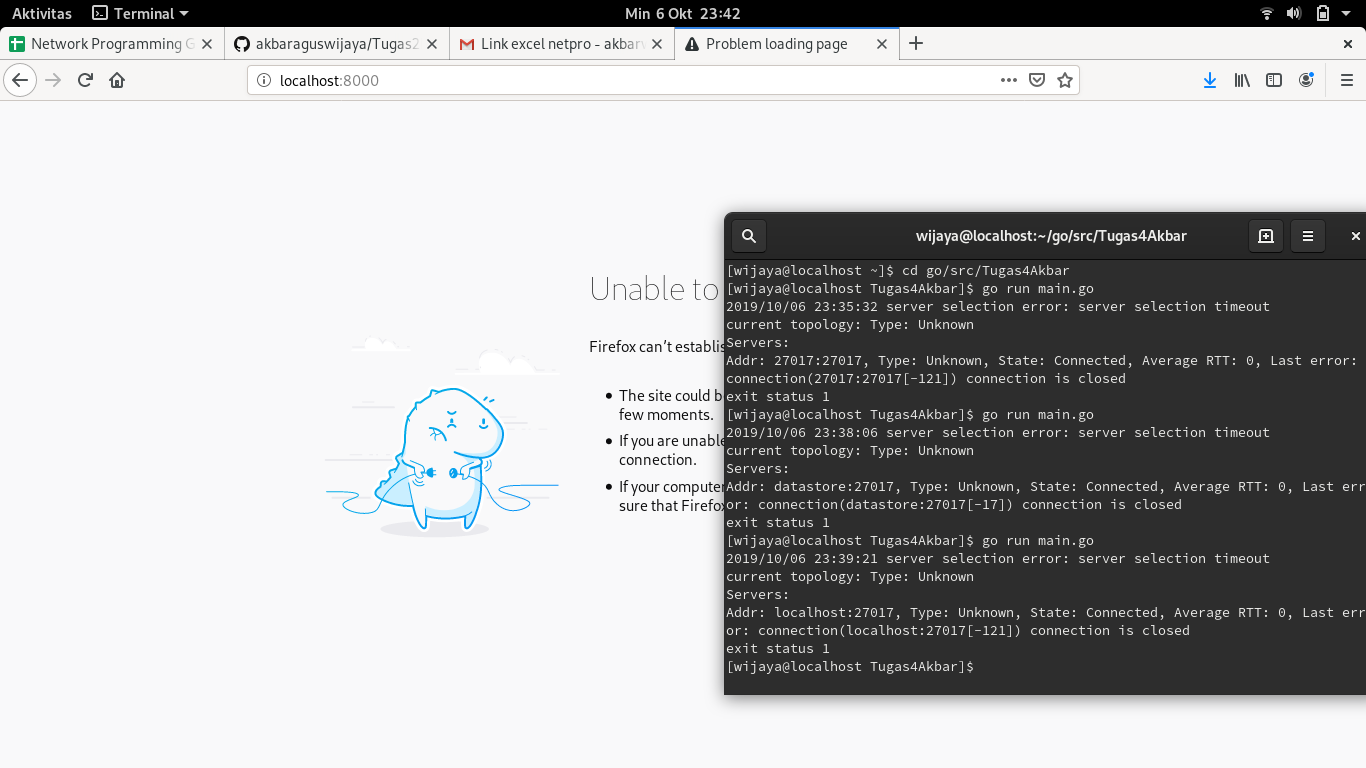 Aktivitas
Terminal
Min 6 Okt 23:42
Network Programming G
akbaraguswijaya/Tugas2
Link excel netpro - akbarw
Problem loading page
localhost:8000
Unable to
Firefox can't establis
The site could b
few moments.
If you are unable
connection.
If your computer
sure that Firefox
wijaya@localhost:~/go/src/Tugas4Akbar
[wijaya@localhost ~]$ cd go/src/Tugas4Akbar
[wijaya@localhost Tugas4Akbar]$ go run main.go
2019/10/06 23:35:32 server selection error: server selection timeout
current topology: Type: Unknown
Servers:
Addr: 27017:27017, Type: Unknown, State: Connected, Average RTT: 0, Last error:
connection(27017:27017[-121]) connection is closed
exit status 1
[wijaya@localhost Tugas4Akbar]$ go run main.go
2019/10/06 23:38:06 server selection error: server selection timeout
current topology: Type: Unknown
Servers:
Addr: datastore:27017, Type: Unknown, State: Connected, Average RTT: 0, Last err
or: connection(datastore:27017[-17]) connection is closed
exit status 1
[wijaya@localhost Tugas4Akbar]$ go run main.go
2019/10/06 23:39:21 server selection error: server selection timeout
current topology: Type: Unknown
Servers:
Addr: localhost:27017, Type: Unknown, State: Connected, Average RTT: 0, Last err
or: connection(localhost:27017[-121]) connection is closed
exit status 1
[wijaya@localhost Tugas4Akbar]$